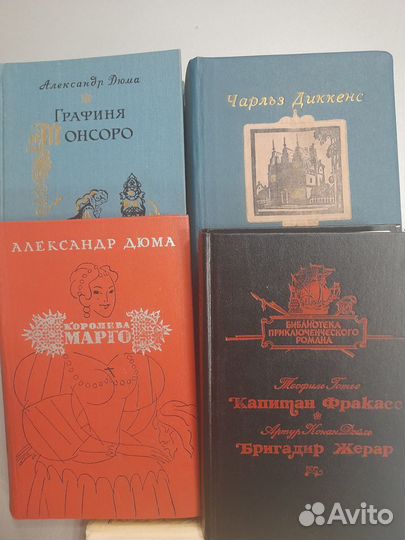 Александр Дюма
ГРАФИНЯ
МОНСОРО
Чарльз Диккенс
АЛЕКСАНДР ДЮМА
КОРОЛЕВА
МАРГО
БИБЛИОТЕКА
ПРИКЛЮЧЕНЧЕСКОГО
РОМАНА
Теофиль Готье
Капитан Фракасс
Артур Конан Дойль
Бригадир Жерар
Avito